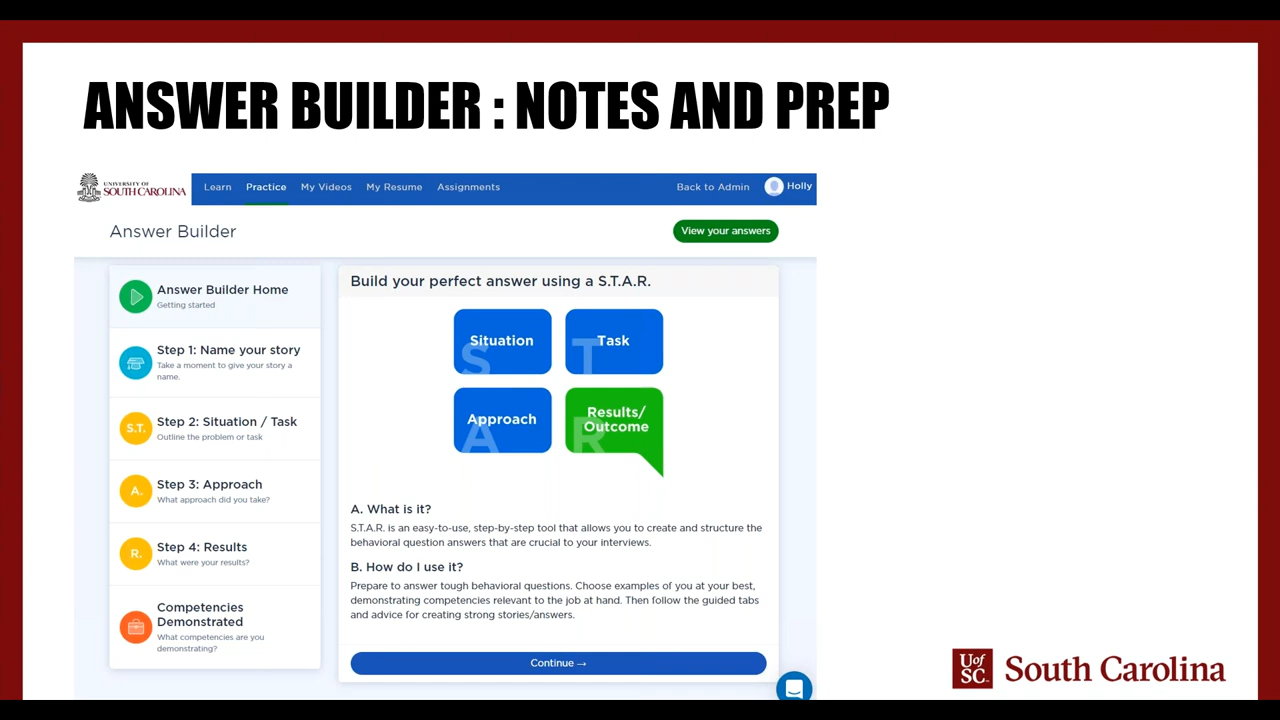 ANSWER BUILDER : NOTES AND PREP
UNIVERSITY OF
SOUTH CAROLINA
Learn Practice My Videos My Resume Assignments Back to Admin Holly
Answer Builder
View your answers
Answer Builder Home
Getting started
Step 1: Name your story
Take a moment to give your story a
name.
S.T.
Step 2: Situation / Task
Outline the problem or task
A.
Step 3: Approach
What approach did you take?
R.
Step 4: Results
What were your results?
Competencies
Demonstrated
What competencies are you
demonstrating?
Build your perfect answer using a S.T.A.R.
S
Situation
T
Task
A
Approach
R
Results/
Outcome
A. What is it?
S.T.A.R. is an easy-to-use, step-by-step tool that allows you to create and structure the
behavioral question answers that are crucial to your interviews.
B. How do I use it?
Prepare to answer tough behavioral questions. Choose examples of you at your best,
demonstrating competencies relevant to the job at hand. Then follow the guided tabs
and advice for creating strong stories/answers.
Continue →
U of
SC
South Carolina